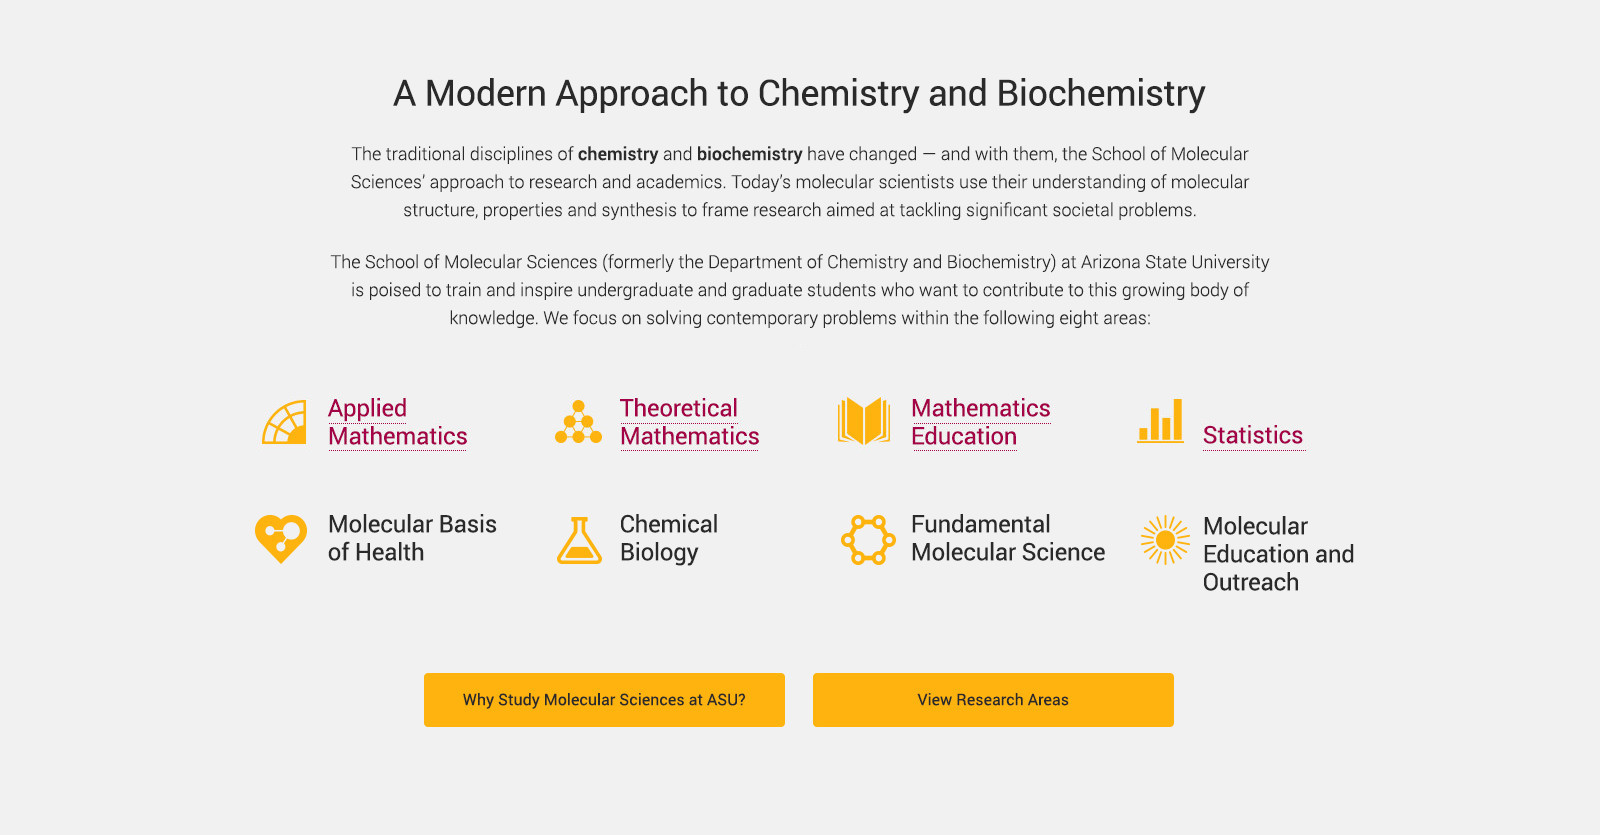 A Modern Approach to Chemistry and Biochemistry
The traditional disciplines of chemistry and biochemistry have changed — and with them, the School of Molecular
Sciences’ approach to research and academics. Today’s molecular scientists use their understanding of molecular
structure, properties and synthesis to frame research aimed at tackling significant societal problems.
The School of Molecular Sciences (formerly the Department of Chemistry and Biochemistry) at Arizona State University
is poised to train and inspire undergraduate and graduate students who want to contribute to this growing body of
knowledge. We focus on solving contemporary problems within the following eight areas:
Applied
Mathematics
Theoretical
Mathematics
Mathematics
Education
Statistics
Molecular Basis
of Health
Chemical
Biology
Fundamental
Molecular Science
Molecular
Education and
Outreach
Why Study Molecular Sciences at ASU?
View Research Areas